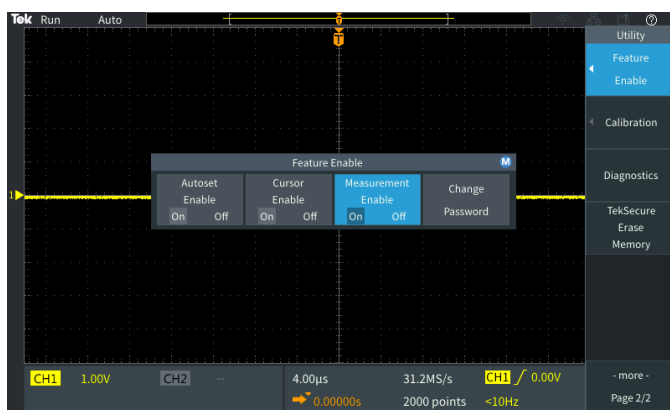 Tek Run Auto
T
Utility
Feature
Enable
Calibration
Diagnostics
TekSecure
Erase
Memory
- more -
Page 2/2
Feature Enable M
Autoset
Enable
On Off
Cursor
Enable
On Off
Measurement
Enable
On Off
Change
Password
1
CH1 1.00V CH2 -- 4.00µs 31.2MS/s CH1 0.00V
0.00000s 2000 points <10Hz